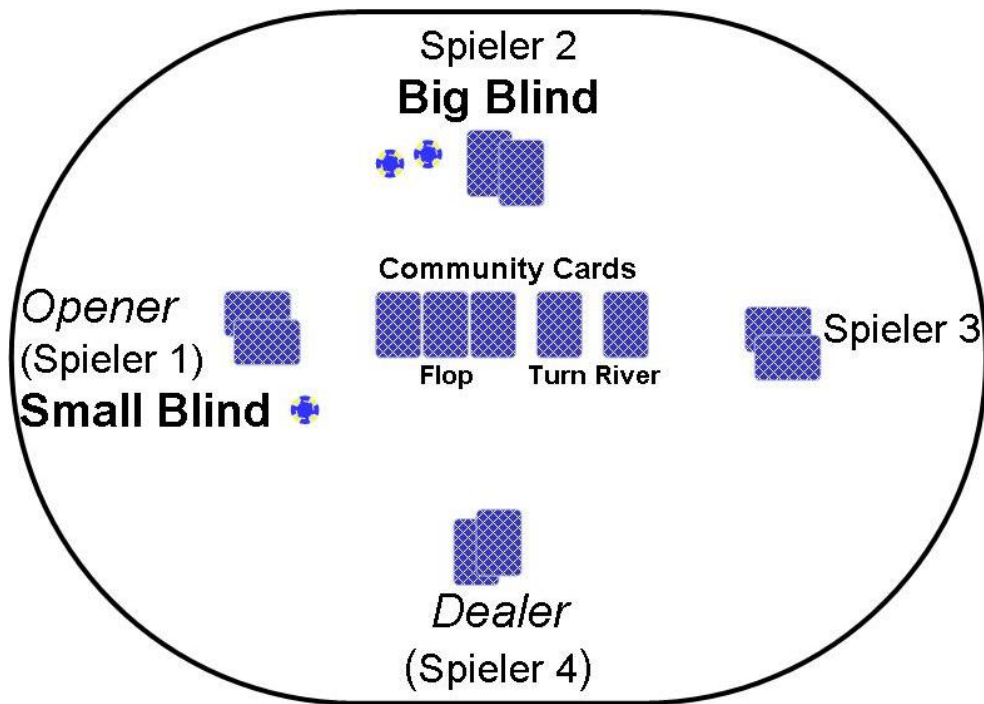 Spieler 2
Big Blind
Community Cards
Opener
(Spieler 1)
Small Blind
Spieler 3
Flop
Turn River
Dealer
(Spieler 4)